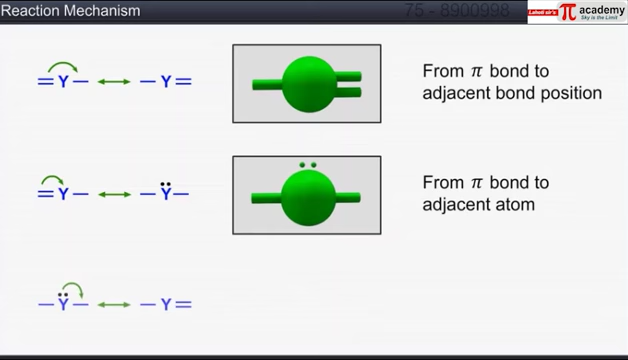 Reaction Mechanism
75 - 8900998
Laked sir's
π academy
Sky is the Limit
=Y− ↔ −Y=
From π bond to
adjacent bond position
=Y− ↔ −Y−
From π bond to
adjacent atom
−Y− ↔ −Y=